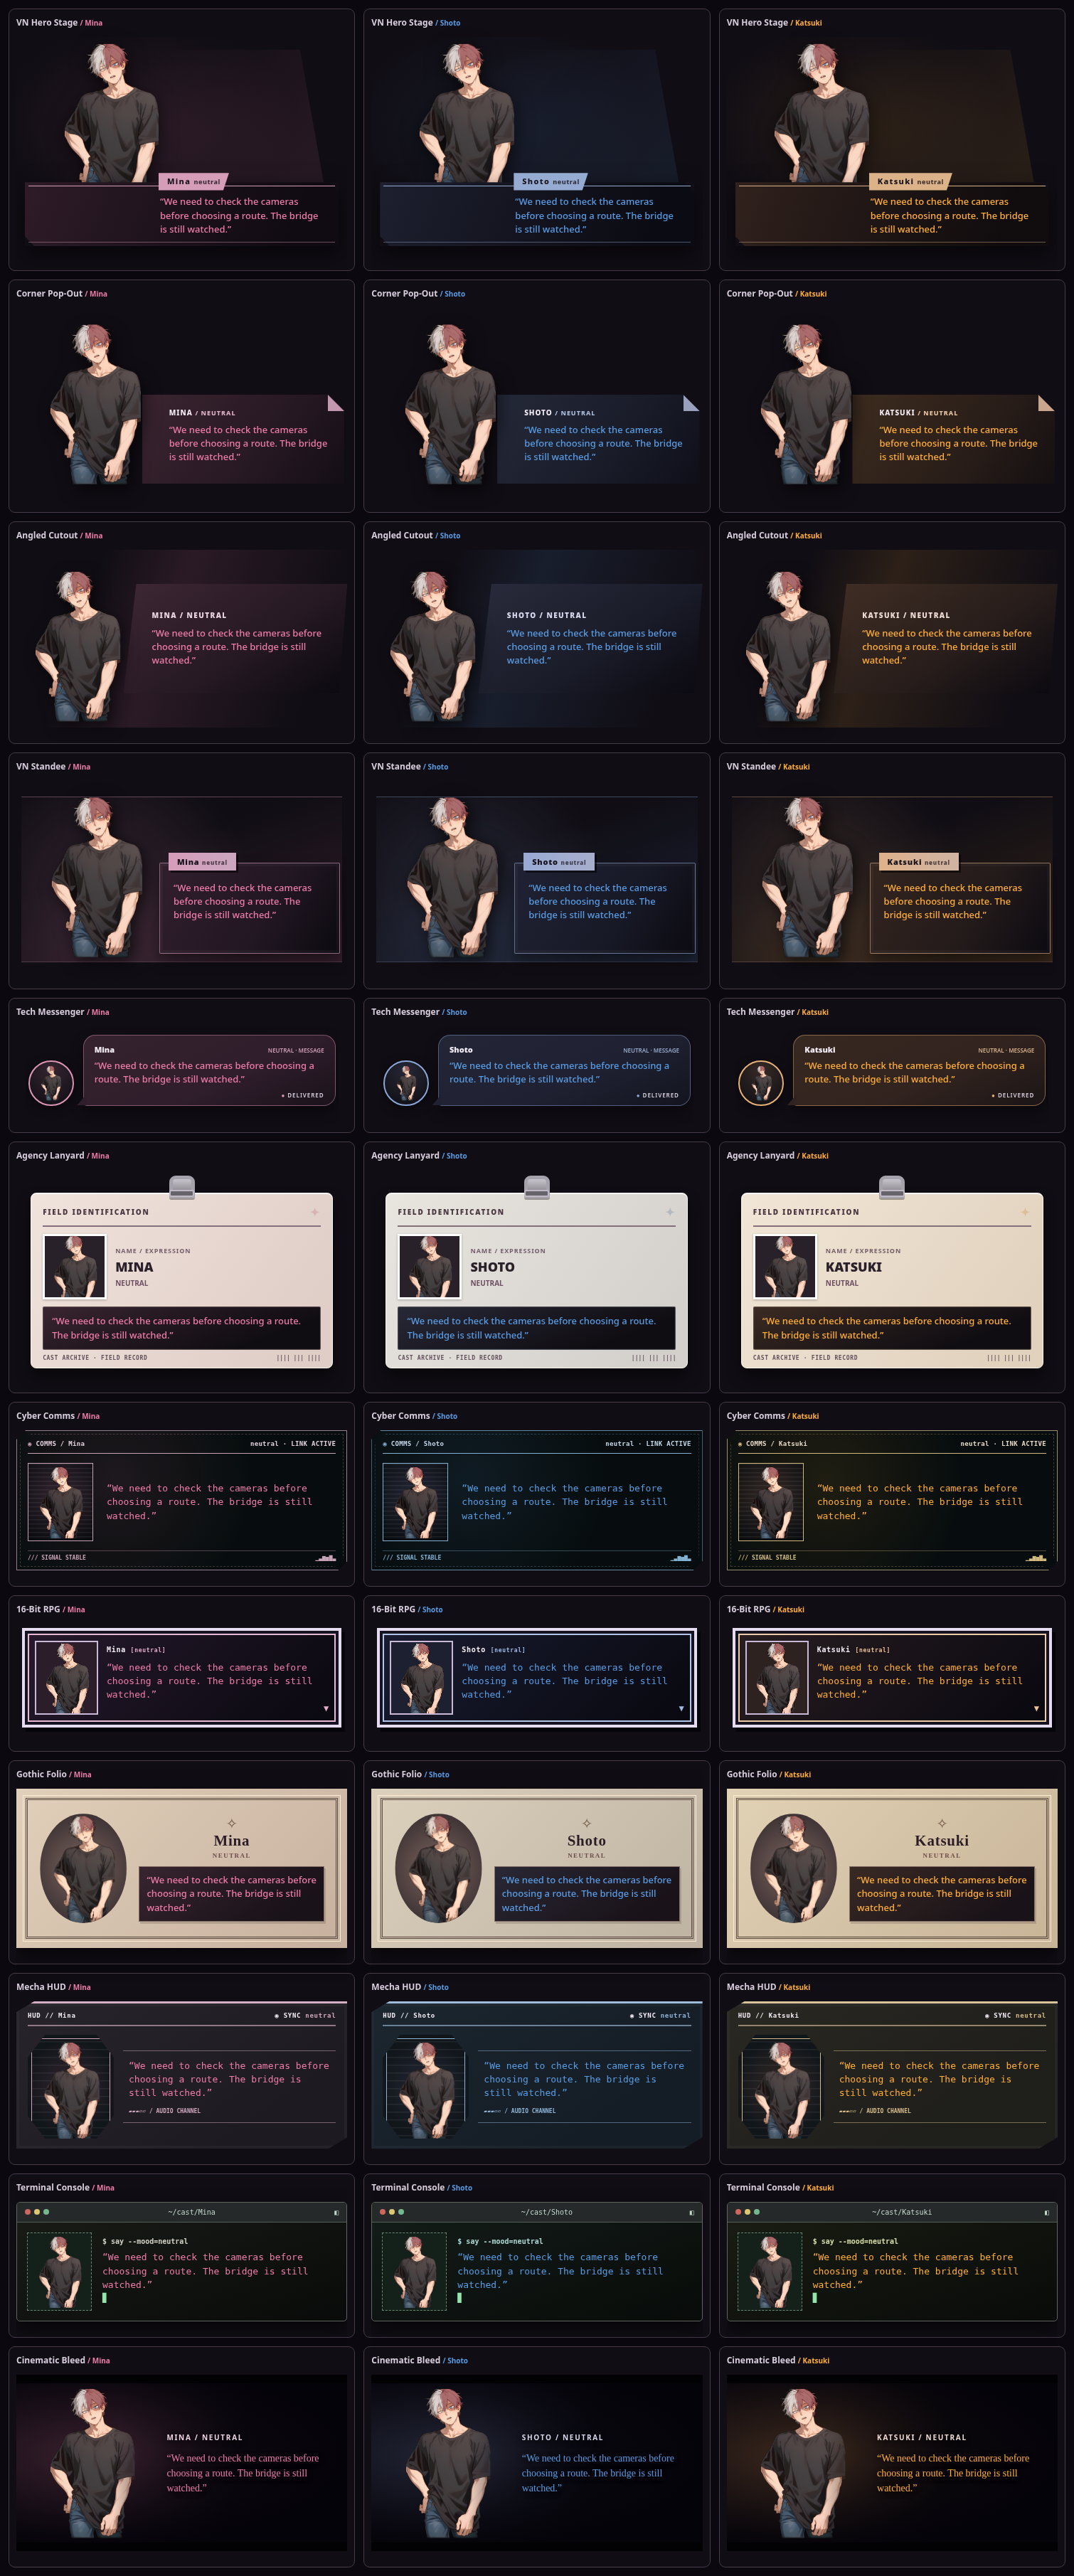 VN Hero Stage / Mina
Mina neutral
“We need to check the cameras
before choosing a route. The bridge
is still watched.”
VN Hero Stage / Shoto
Shoto neutral
“We need to check the cameras
before choosing a route. The bridge
is still watched.”
VN Hero Stage / Katsuki
Katsuki neutral
“We need to check the cameras
before choosing a route. The bridge
is still watched.”
Corner Pop-Out / Mina
MINA / NEUTRAL
“We need to check the cameras
before choosing a route. The bridge
is still watched.”
Corner Pop-Out / Shoto
SHOTO / NEUTRAL
“We need to check the cameras
before choosing a route. The bridge
is still watched.”
Corner Pop-Out / Katsuki
KATSUKI / NEUTRAL
“We need to check the cameras
before choosing a route. The bridge
is still watched.”
Angled Cutout / Mina
MINA / NEUTRAL
“We need to check the cameras before
choosing a route. The bridge is still
watched.”
Angled Cutout / Shoto
SHOTO / NEUTRAL
“We need to check the cameras before
choosing a route. The bridge is still
watched.”
Angled Cutout / Katsuki
KATSUKI / NEUTRAL
“We need to check the cameras before
choosing a route. The bridge is still
watched.”
VN Standee / Mina
Mina neutral
“We need to check the cameras
before choosing a route. The
bridge is still watched.”
VN Standee / Shoto
Shoto neutral
“We need to check the cameras
before choosing a route. The
bridge is still watched.”
VN Standee / Katsuki
Katsuki neutral
“We need to check the cameras
before choosing a route. The
bridge is still watched.”
Tech Messenger / Mina
Mina NEUTRAL · MESSAGE
“We need to check the cameras before choosing a
route. The bridge is still watched.”
● DELIVERED
Tech Messenger / Shoto
Shoto NEUTRAL · MESSAGE
“We need to check the cameras before choosing a
route. The bridge is still watched.”
● DELIVERED
Tech Messenger / Katsuki
Katsuki NEUTRAL · MESSAGE
“We need to check the cameras before choosing a
route. The bridge is still watched.”
● DELIVERED
Agency Lanyard / Mina
FIELD IDENTIFICATION
NAME / EXPRESSION
MINA
NEUTRAL
“We need to check the cameras before choosing a route.
The bridge is still watched.”
CAST ARCHIVE · FIELD RECORD |||| ||| ||||
Agency Lanyard / Shoto
FIELD IDENTIFICATION
NAME / EXPRESSION
SHOTO
NEUTRAL
“We need to check the cameras before choosing a route.
The bridge is still watched.”
CAST ARCHIVE · FIELD RECORD |||| ||| ||||
Agency Lanyard / Katsuki
FIELD IDENTIFICATION
NAME / EXPRESSION
KATSUKI
NEUTRAL
“We need to check the cameras before choosing a route.
The bridge is still watched.”
CAST ARCHIVE · FIELD RECORD |||| ||| ||||
Cyber Comms / Mina
◉ COMMS / Mina neutral · LINK ACTIVE
“We need to check the cameras before
choosing a route. The bridge is still
watched.”
/// SIGNAL STABLE
Cyber Comms / Shoto
◉ COMMS / Shoto neutral · LINK ACTIVE
“We need to check the cameras before
choosing a route. The bridge is still
watched.”
/// SIGNAL STABLE
Cyber Comms / Katsuki
◉ COMMS / Katsuki neutral · LINK ACTIVE
“We need to check the cameras before
choosing a route. The bridge is still
watched.”
/// SIGNAL STABLE
16-Bit RPG / Mina
Mina [neutral]
“We need to check the cameras before
choosing a route. The bridge is still
watched.”
▼
16-Bit RPG / Shoto
Shoto [neutral]
“We need to check the cameras before
choosing a route. The bridge is still
watched.”
▼
16-Bit RPG / Katsuki
Katsuki [neutral]
“We need to check the cameras before
choosing a route. The bridge is still
watched.”
▼
Gothic Folio / Mina
Mina
NEUTRAL
“We need to check the cameras before
choosing a route. The bridge is still
watched.”
Gothic Folio / Shoto
Shoto
NEUTRAL
“We need to check the cameras before
choosing a route. The bridge is still
watched.”
Gothic Folio / Katsuki
Katsuki
NEUTRAL
“We need to check the cameras before
choosing a route. The bridge is still
watched.”
Mecha HUD / Mina
HUD // Mina ◉ SYNC neutral
“We need to check the cameras before
choosing a route. The bridge is
still watched.”
▰▰▰▱▱ / AUDIO CHANNEL
Mecha HUD / Shoto
HUD // Shoto ◉ SYNC neutral
“We need to check the cameras before
choosing a route. The bridge is
still watched.”
▰▰▰▱▱ / AUDIO CHANNEL
Mecha HUD / Katsuki
HUD // Katsuki ◉ SYNC neutral
“We need to check the cameras before
choosing a route. The bridge is
still watched.”
▰▰▰▱▱ / AUDIO CHANNEL
Terminal Console / Mina
~/cast/Mina
$ say --mood=neutral
“We need to check the cameras before
choosing a route. The bridge is still
watched.”
Terminal Console / Shoto
~/cast/Shoto
$ say --mood=neutral
“We need to check the cameras before
choosing a route. The bridge is still
watched.”
Terminal Console / Katsuki
~/cast/Katsuki
$ say --mood=neutral
“We need to check the cameras before
choosing a route. The bridge is still
watched.”
Cinematic Bleed / Mina
MINA / NEUTRAL
“We need to check the cameras before
choosing a route. The bridge is still
watched.”
Cinematic Bleed / Shoto
SHOTO / NEUTRAL
“We need to check the cameras before
choosing a route. The bridge is still
watched.”
Cinematic Bleed / Katsuki
KATSUKI / NEUTRAL
“We need to check the cameras before
choosing a route. The bridge is still
watched.”